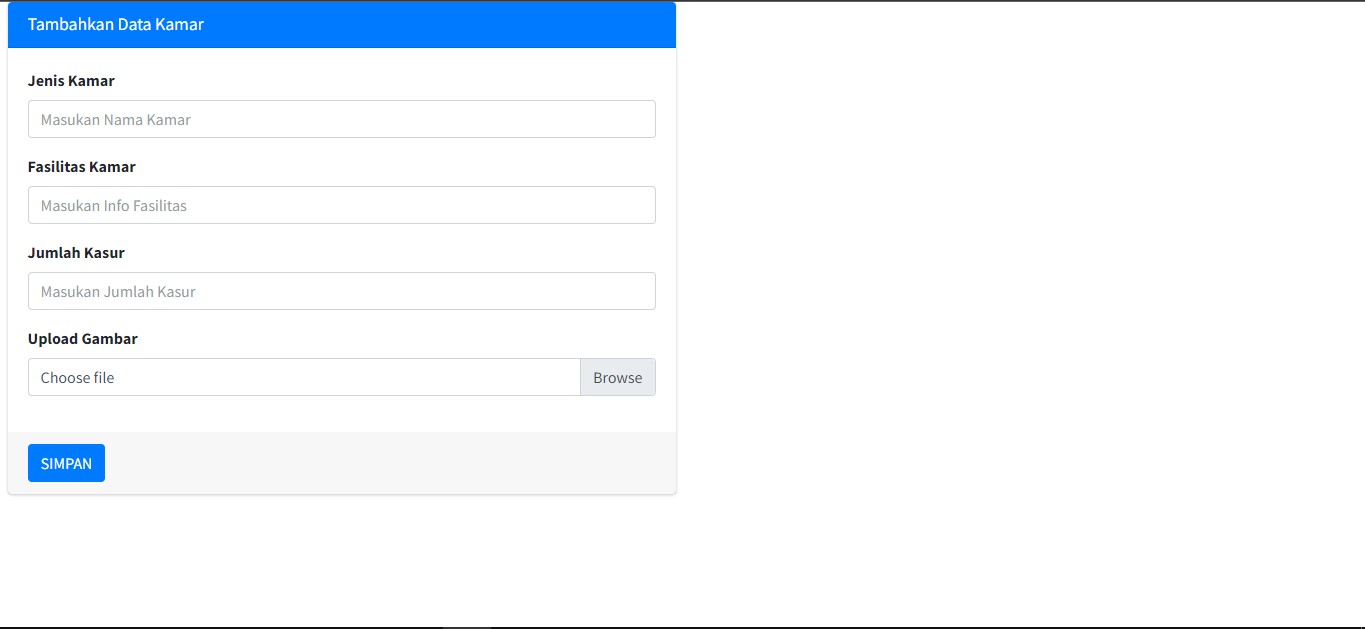 Tambahkan Data Kamar
Jenis Kamar
Masukan Nama Kamar
Fasilitas Kamar
Masukan Info Fasilitas
Jumlah Kasur
Masukan Jumlah Kasur
Upload Gambar
Choose file Browse
SIMPAN